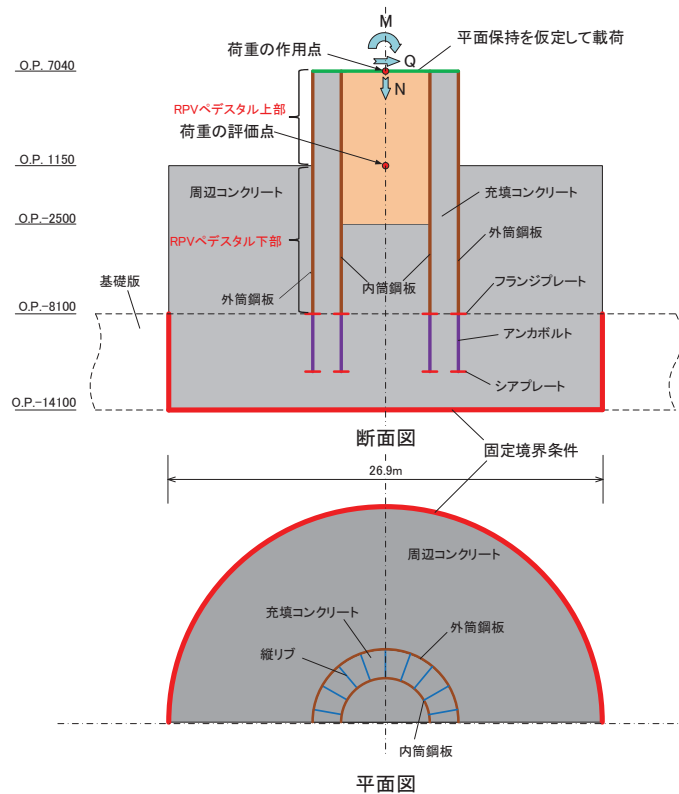 M
荷重の作用点
平面保持を仮定して載荷
Q
O.P. 7040
N
RPVペデスタル上部
荷重の評価点
O.P. 1150
周辺コンクリート
充填コンクリート
O.P.-2500
外筒鋼板
RPVペデスタル下部
基礎版
外筒鋼板
内筒鋼板
フランジプレート
O.P.-8100
アンカボルト
シアプレート
O.P.-14100
断面図
固定境界条件
26.9m
周辺コンクリート
充填コンクリート
外筒鋼板
縦リブ
内筒鋼板
平面図